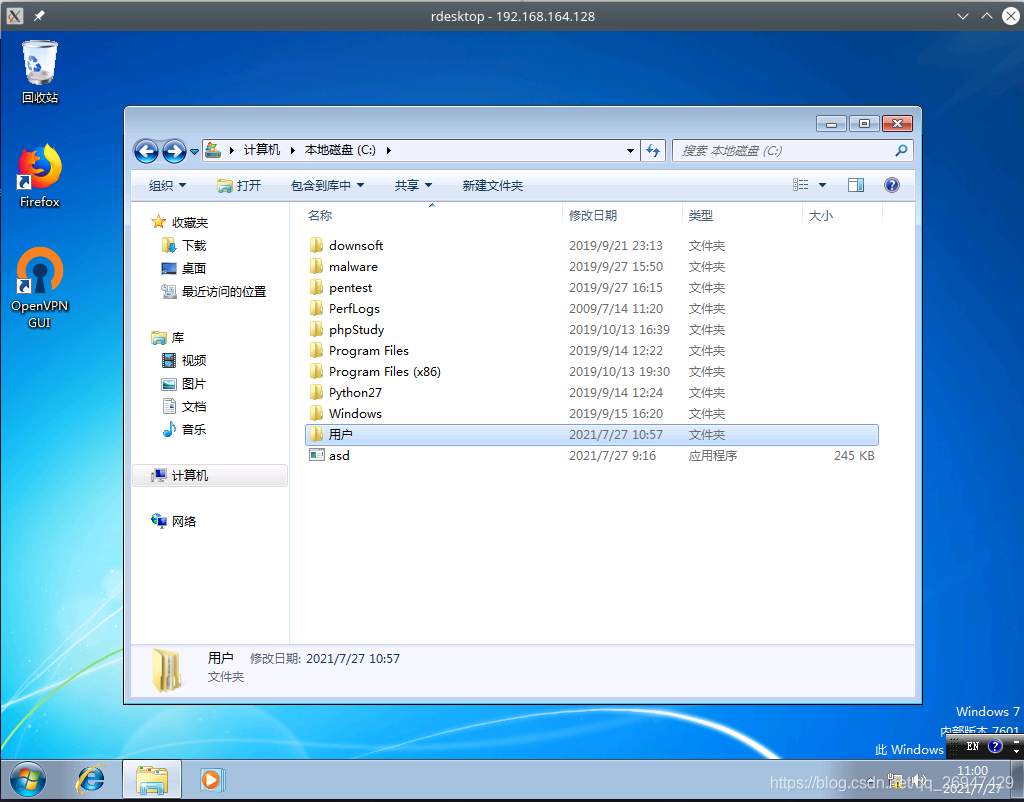 rdesktop - 192.168.164.128
回收站
Firefox
OpenVPN
GUI
计算机 本地磁盘 (C:)
搜索 本地磁盘 (C:)
组织 打开 包含到库中 共享 新建文件夹
收藏夹
下载
桌面
最近访问的位置
库
视频
图片
文档
音乐
计算机
网络
名称 修改日期 类型 大小
downsoft 2019/9/21 23:13 文件夹
malware 2019/9/27 15:50 文件夹
pentest 2019/9/27 16:15 文件夹
PerfLogs 2009/7/14 11:20 文件夹
phpStudy 2019/10/13 16:39 文件夹
Program Files 2019/9/14 12:22 文件夹
Program Files (x86) 2019/10/13 19:30 文件夹
Python27 2019/9/14 12:24 文件夹
Windows 2019/9/15 16:20 文件夹
用户 2021/7/27 10:57 文件夹
asd 2021/7/27 9:16 应用程序 245 KB
用户 修改日期: 2021/7/27 10:57
文件夹
Windows 7
内部版本 7601
此 Windows
EN
11:00
2021/7/27
https://blog.csdn.net/qq_26947429